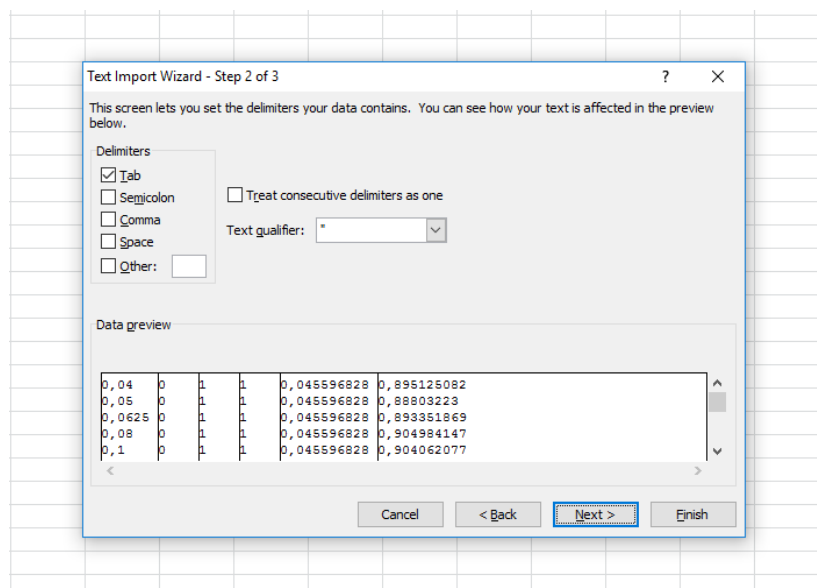 Text Import Wizard - Step 2 of 3
This screen lets you set the delimiters your data contains. You can see how your text is affected in the preview
below.
Delimiters
Tab
Semicolon
Comma
Space
Other:
Treat consecutive delimiters as one
Text qualifier: "
Data preview
0,04 0 1 1 0,045596828 0,895125082
0,05 0 1 1 0,045596828 0,88803223
0,0625 0 1 1 0,045596828 0,893351869
0,08 0 1 1 0,045596828 0,904984147
0,1 0 1 1 0,045596828 0,904062077
Cancel < Back Next > Finish